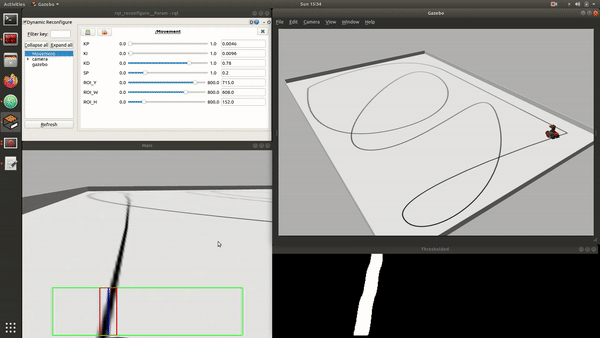 Activities
Gazebo
Sun 15:34
rqt_reconfigure__Param - rqt
Dynamic Reconfigure
Filter key:
Collapse all Expand all
Movement
camera
gazebo
Refresh
/Movement
KP 0.0 1.0 0.0046
KI 0.0 1.0 0.0096
KD 0.0 1.0 0.78
SP 0.0 1.0 0.2
ROI_Y 0.0 800.0 715.0
ROI_W 0.0 800.0 608.0
ROI_H 0.0 800.0 152.0
Gazebo
File Edit Camera View Window Help
Main
Thresholded